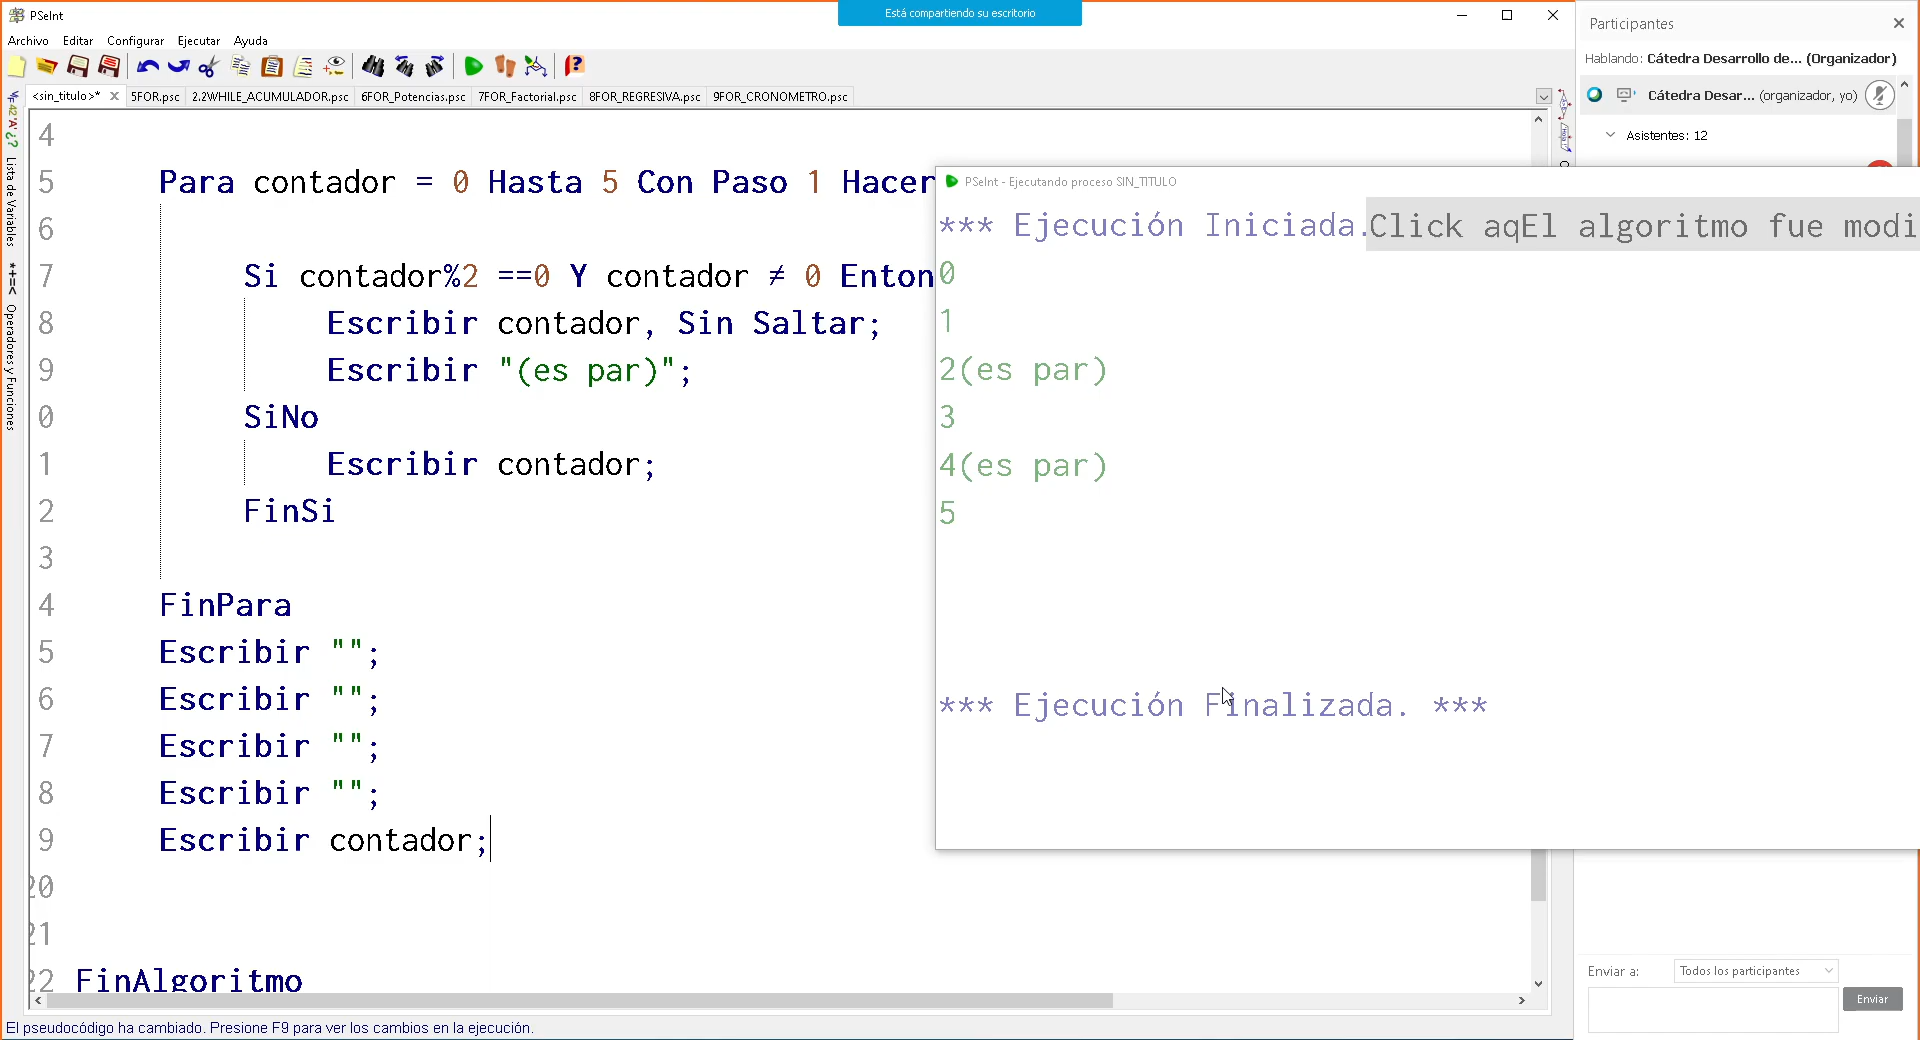 PSeInt
Está compartiendo su escritorio
Archivo Editar Configurar Ejecutar Ayuda
<sin_titulo>* 5FOR.psc 2.2WHILE_ACUMULADOR.psc 6FOR_Potencias.psc 7FOR_Factorial.psc 8FOR_REGRESIVA.psc 9FOR_CRONOMETRO.psc
Lista de Variables
Operadores y Funciones
4
5 Para contador = 0 Hasta 5 Con Paso 1 Hacer
6
7 Si contador%2 ==0 Y contador ≠ 0 Enton
8 Escribir contador, Sin Saltar;
9 Escribir "(es par)";
0 SiNo
1 Escribir contador;
2 FinSi
3
4 FinPara
5 Escribir "";
6 Escribir "";
7 Escribir "";
8 Escribir "";
9 Escribir contador;
20
21
22 FinAlgoritmo
El pseudocódigo ha cambiado. Presione F9 para ver los cambios en la ejecución.
PSeInt - Ejecutando proceso SIN_TITULO
*** Ejecución Iniciada.Click aqEl algoritmo fue modi
0
1
2(es par)
3
4(es par)
5
*** Ejecución Finalizada. ***
Participantes
Hablando: Cátedra Desarrollo de... (Organizador)
Cátedra Desar... (organizador, yo)
Asistentes: 12
Enviar a: Todos los participantes
Enviar